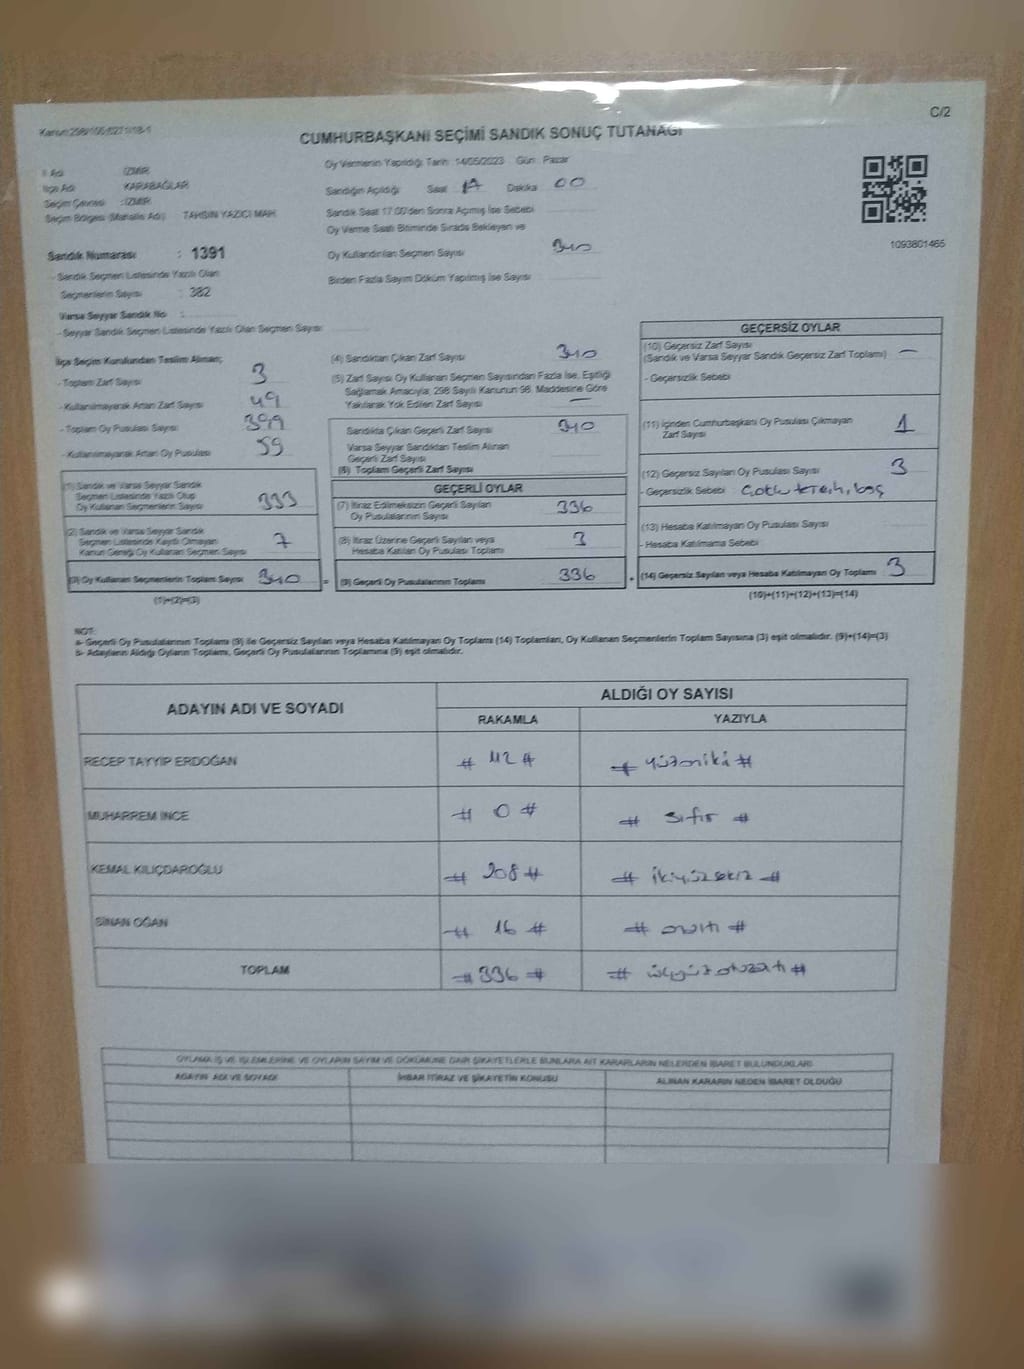 C/2
Kanun:298/105;6271/18-1
CUMHURBAŞKANI SEÇİMİ SANDIK SONUÇ TUTANAĞI
İl Adı İZMİR
İlçe Adı KARABAĞLAR
Seçim Çevresi : İZMİR
Seçim Bölgesi (Mahalle Adı) TAHSİN YAZICI MAH.
Oy Vermenin Yapıldığı Tarih 14/05/2023 Gün Pazar
Sandığın Açıldığı Saat 17 Dakika 00
Sandık Saat 17.00'den Sonra Açılmış İse Sebebi
Oy Verme Saati Bitiminde Sırada Bekleyen ve
Oy Kullandırılan Seçmen Sayısı 340
Birden Fazla Sayım Döküm Yapılmış İse Sayısı
1093801465
Sandık Numarası : 1391
- Sandık Seçmen Listesinde Yazılı Olan
Seçmenlerin Sayısı : 382
Varsa Seyyar Sandık No :
- Seyyar Sandık Seçmen Listesinde Yazılı Olan Seçmen Sayısı
İlçe Seçim Kurulundan Teslim Alınan;
- Toplam Zarf Sayısı 3
- Kullanılmayarak Artan Zarf Sayısı 49
- Toplam Oy Pusulası Sayısı 399
- Kullanılmayarak Artan Oy Pusulası 59
(1) Sandık ve Varsa Seyyar Sandık
Seçmen Listesinde Yazılı Olup
Oy Kullanan Seçmenlerin Sayısı 333
(2) Sandık ve Varsa Seyyar Sandık
Seçmen Listesinde Kayıtlı Olmayan
Kanun Gereği Oy Kullanan Seçmen Sayısı 7
(3) Oy Kullanan Seçmenlerin Toplam Sayısı 340 =
(1)+(2)=(3)
(4) Sandıktan Çıkan Zarf Sayısı 340
(5) Zarf Sayısı Oy Kullanan Seçmen Sayısından Fazla İse, Eşitliği
Sağlamak Amacıyla, 298 Sayılı Kanunun 98. Maddesine Göre
Yakılarak Yok Edilen Zarf Sayısı —
Sandıkta Çıkan Geçerli Zarf Sayısı 340
Varsa Seyyar Sandıktan Teslim Alınan
Geçerli Zarf Sayısı
(6) Toplam Geçerli Zarf Sayısı
GEÇERLİ OYLAR
(7) İtiraz Edilmeksizin Geçerli Sayılan
Oy Pusulalarının Sayısı 336
(8) İtiraz Üzerine Geçerli Sayılan veya
Hesaba Katılan Oy Pusulası Toplamı 3
(9) Geçerli Oy Pusulalarının Toplamı 336 +
GEÇERSİZ OYLAR
(10) Geçersiz Zarf Sayısı
(Sandık ve Varsa Seyyar Sandık Geçersiz Zarf Toplamı) —
- Geçersizlik Sebebi
(11) İçinden Cumhurbaşkanı Oy Pusulası Çıkmayan
Zarf Sayısı 1
(12) Geçersiz Sayılan Oy Pusulası Sayısı 3
- Geçersizlik Sebebi Çoklu tercih, boş
(13) Hesaba Katılmayan Oy Pusulası Sayısı
- Hesaba Katılmama Sebebi
(14) Geçersiz Sayılan veya Hesaba Katılmayan Oy Toplamı 3
(10)+(11)+(12)+(13)=(14)
NOT:
a- Geçerli Oy Pusulalarının Toplamı (9) ile Geçersiz Sayılan veya Hesaba Katılmayan Oy Toplamı (14) Toplamları, Oy Kullanan Seçmenlerin Toplam Sayısına (3) eşit olmalıdır. (9)+(14)=(3)
b- Adayların Aldığı Oyların Toplamı, Geçerli Oy Pusulalarının Toplamına (9) eşit olmalıdır.
ADAYIN ADI VE SOYADI ALDIĞI OY SAYISI
RAKAMLA YAZIYLA
RECEP TAYYİP ERDOĞAN # 112 # # yüzoniki #
MUHARREM İNCE # 0 # # sıfır #
KEMAL KILIÇDAROĞLU # 208 # # ikiyüzsekiz #
SİNAN OĞAN # 16 # # onaltı #
TOPLAM # 336 # # üçyüzotuzaltı #
OYLAMA İŞ VE İŞLEMLERİNE VE OYLARIN SAYIM VE DÖKÜMÜNE DAİR ŞİKAYETLERLE BUNLARA AİT KARARLARIN NELERDEN İBARET BULUNDUKLARI
ADAYIN ADI VE SOYADI İHBAR İTİRAZ VE ŞİKAYETİN KONUSU ALINAN KARARIN NEDEN İBARET OLDUĞU